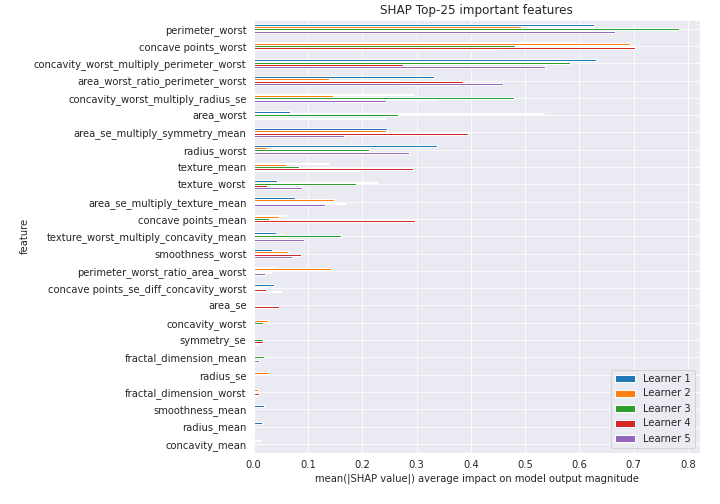 SHAP Top-25 important features
perimeter_worst
concave points_worst
concavity_worst_multiply_perimeter_worst
area_worst_ratio_perimeter_worst
concavity_worst_multiply_radius_se
area_worst
area_se_multiply_symmetry_mean
radius_worst
texture_mean
texture_worst
area_se_multiply_texture_mean
concave points_mean
texture_worst_multiply_concavity_mean
smoothness_worst
perimeter_worst_ratio_area_worst
concave points_se_diff_concavity_worst
area_se
concavity_worst
symmetry_se
fractal_dimension_mean
radius_se
fractal_dimension_worst
smoothness_mean
radius_mean
concavity_mean
feature
Learner 1
Learner 2
Learner 3
Learner 4
Learner 5
0.0 0.1 0.2 0.3 0.4 0.5 0.6 0.7 0.8
mean(|SHAP value|) average impact on model output magnitude